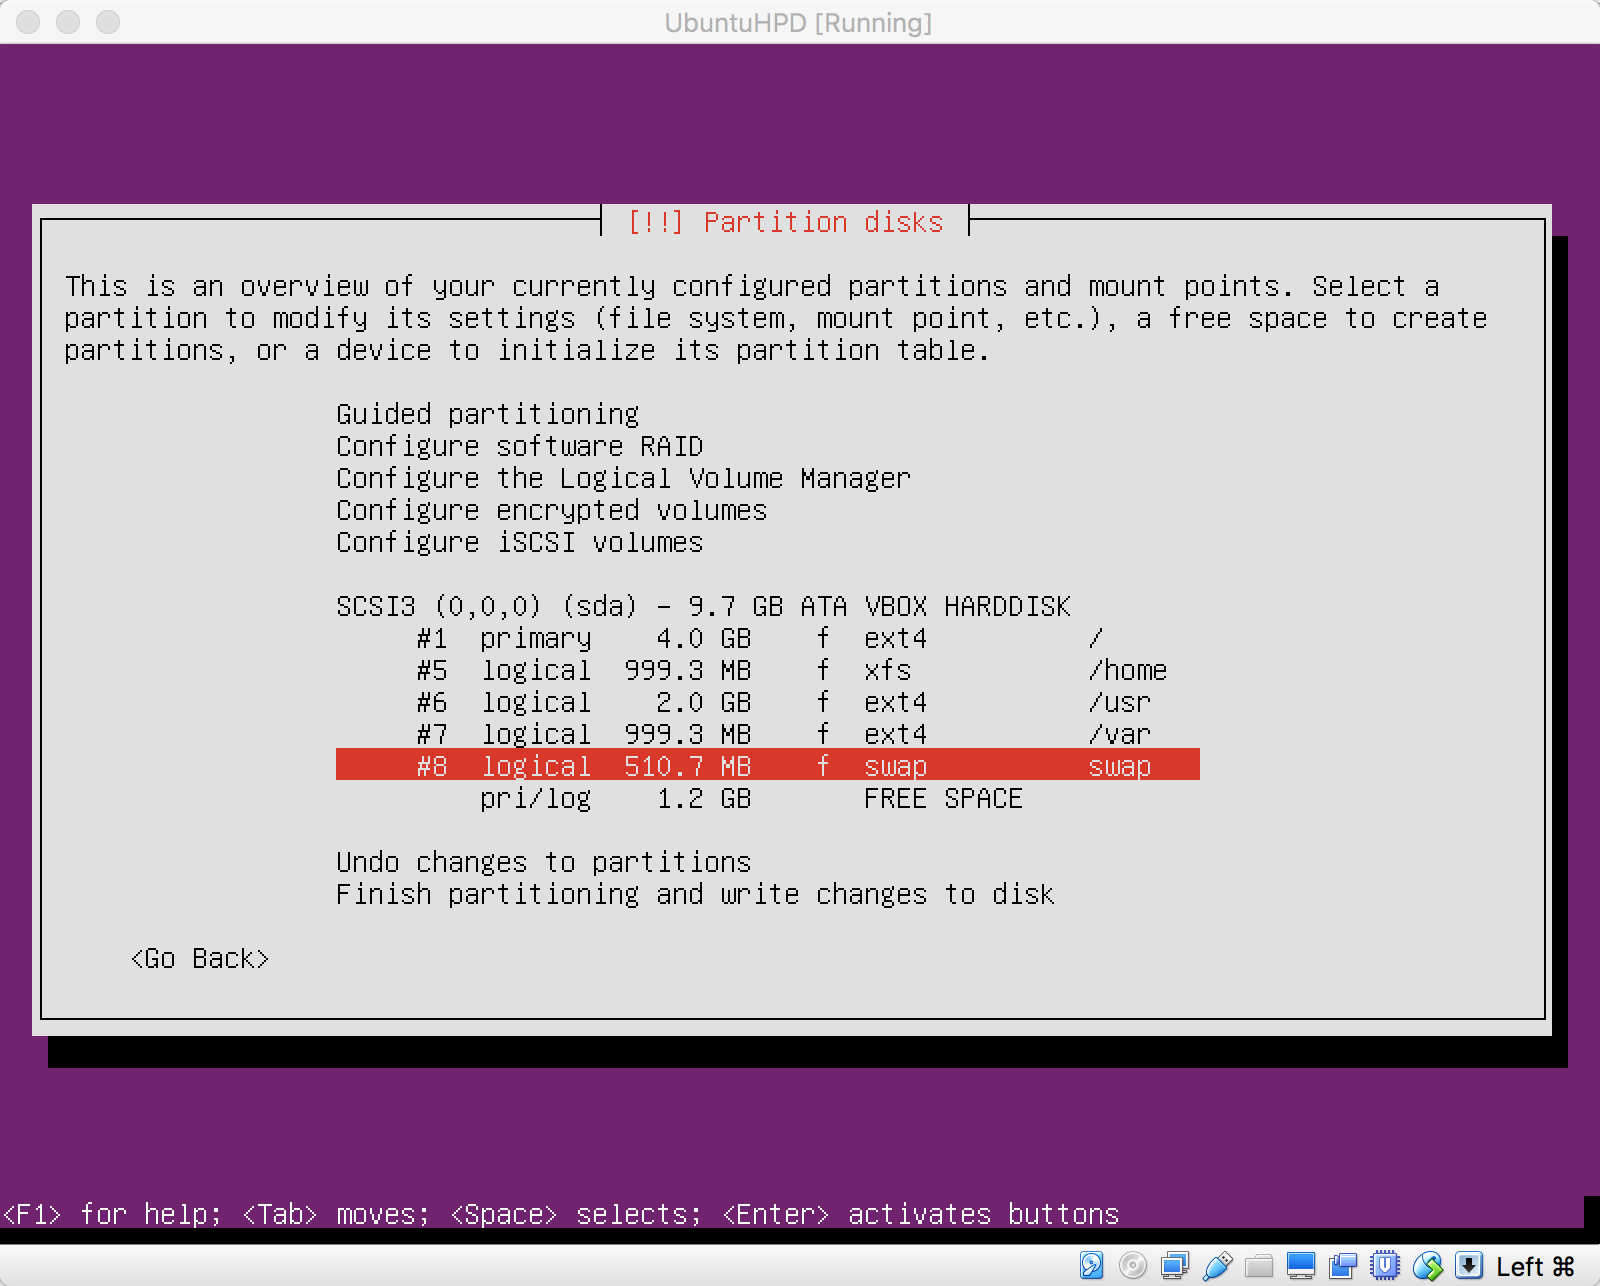 UbuntuHPD [Running]
[!!] Partition disks
This is an overview of your currently configured partitions and mount points. Select a
partition to modify its settings (file system, mount point, etc.), a free space to create
partitions, or a device to initialize its partition table.
Guided partitioning
Configure software RAID
Configure the Logical Volume Manager
Configure encrypted volumes
Configure iSCSI volumes
SCSI3 (0,0,0) (sda) - 9.7 GB ATA VBOX HARDDISK
#1 primary 4.0 GB f ext4 /
#5 logical 999.3 MB f xfs /home
#6 logical 2.0 GB f ext4 /usr
#7 logical 999.3 MB f ext4 /var
#8 logical 510.7 MB f swap swap
pri/log 1.2 GB FREE SPACE
Undo changes to partitions
Finish partitioning and write changes to disk
<Go Back>
<F1> for help; <Tab> moves; <Space> selects; <Enter> activates buttons
Left ⌘